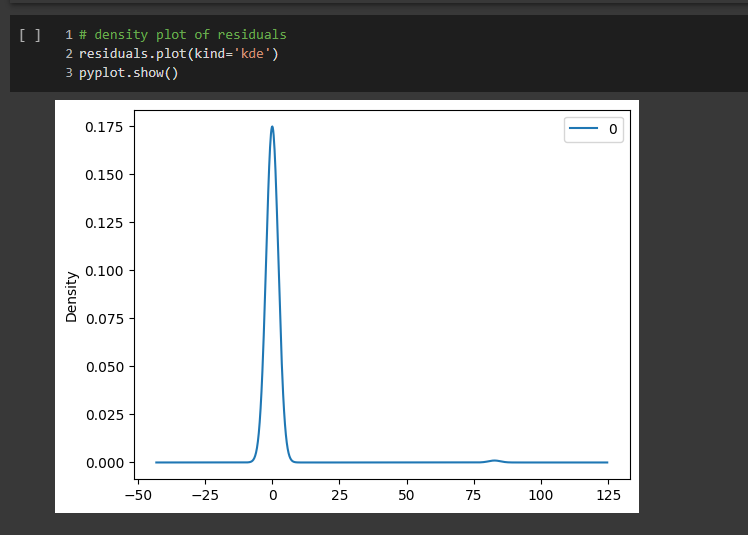 [ ]
1 # density plot of residuals
2 residuals.plot(kind='kde')
3 pyplot.show()
0
0.175
0.150
0.125
0.100
0.075
0.050
0.025
0.000
Density
−50 −25 0 25 50 75 100 125